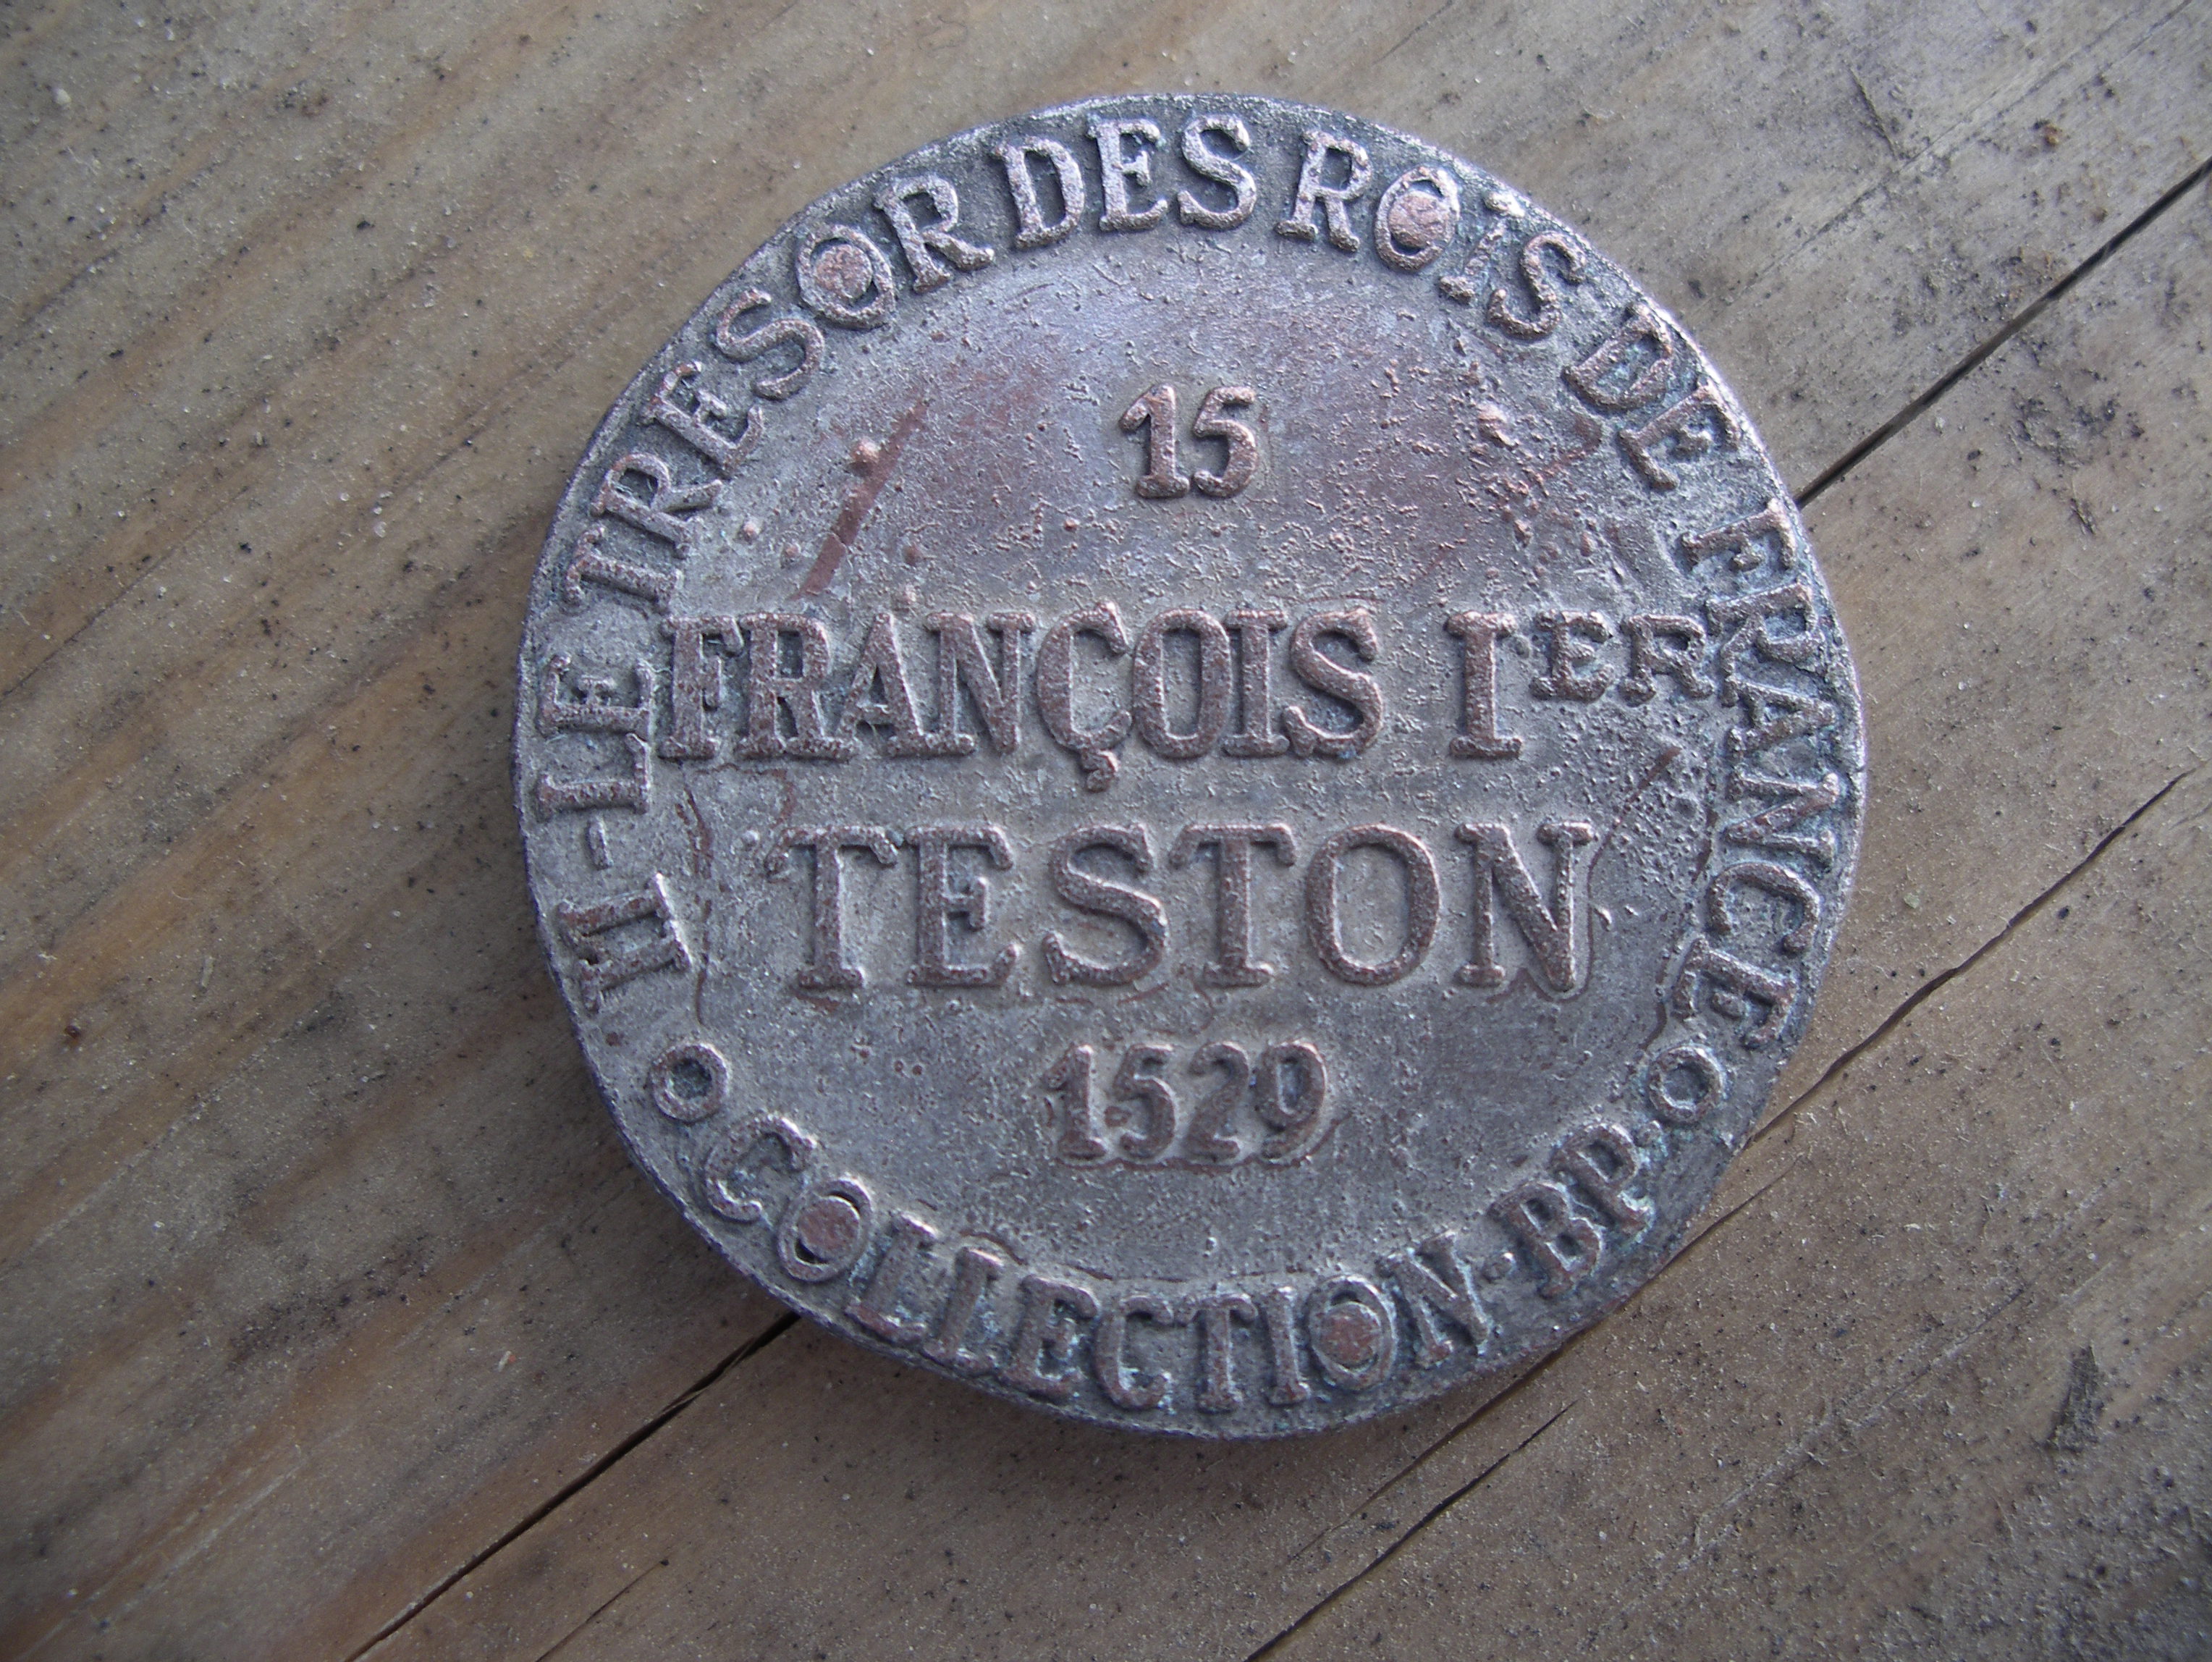 II - LE TRESOR DES ROIS DE FRANCE
15
FRANÇOIS IER
TESTON
1529
COLLECTION · BP ·